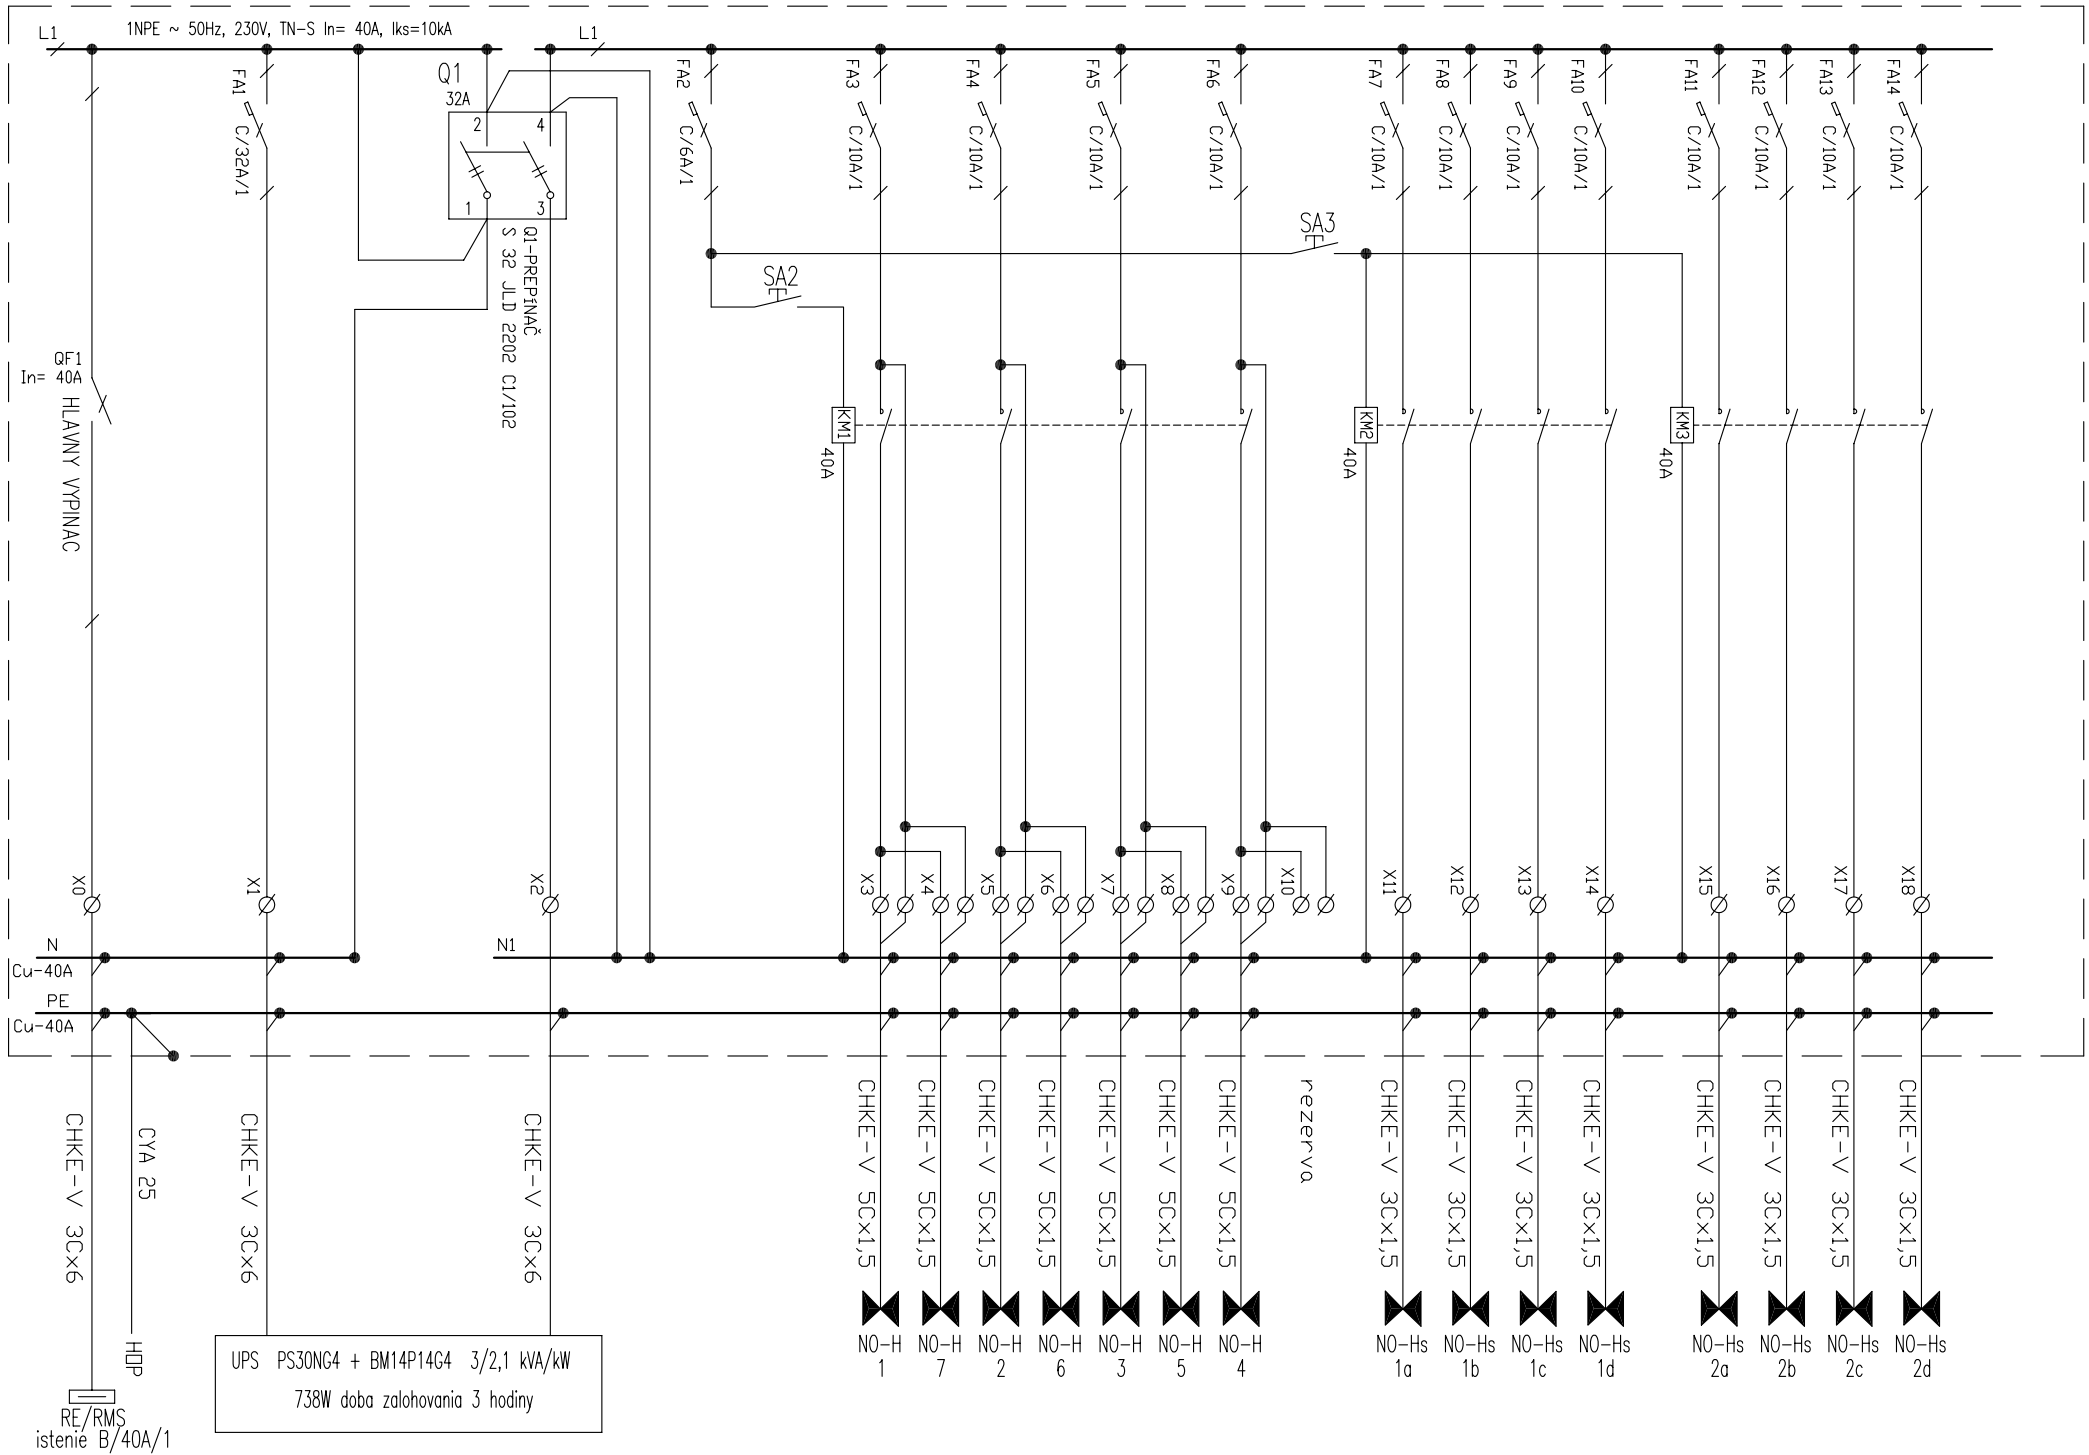 L1
1NPE ~ 50Hz, 230V, TN-S In= 40A, Iks=10kA
L1
FA1
C/32A/1
Q1
32A
2
4
1
3
Q1-PREPÍNAČ
S 32 JLD 2202 C1/102
FA2
C/6A/1
FA3
C/10A/1
FA4
C/10A/1
FA5
C/10A/1
FA6
C/10A/1
FA7
C/10A/1
FA8
C/10A/1
FA9
C/10A/1
FA10
C/10A/1
FA11
C/10A/1
FA12
C/10A/1
FA13
C/10A/1
FA14
C/10A/1
SA3
SA2
QF1
In= 40A
HLAVNY VYPINAC
KM1
40A
KM2
40A
KM3
40A
X0
X1
X2
X3
X4
X5
X6
X7
X8
X9
X10
X11
X12
X13
X14
X15
X16
X17
X18
N
Cu-40A
N1
PE
Cu-40A
CHKE-V 3Cx6
CYA 25
CHKE-V 3Cx6
CHKE-V 3Cx6
CHKE-V 5Cx1,5
CHKE-V 5Cx1,5
CHKE-V 5Cx1,5
CHKE-V 5Cx1,5
CHKE-V 5Cx1,5
CHKE-V 5Cx1,5
CHKE-V 5Cx1,5
rezerva
CHKE-V 3Cx1,5
CHKE-V 3Cx1,5
CHKE-V 3Cx1,5
CHKE-V 3Cx1,5
CHKE-V 3Cx1,5
CHKE-V 3Cx1,5
CHKE-V 3Cx1,5
CHKE-V 3Cx1,5
HOP
RE/RMS
istenie B/40A/1
UPS PS30NG4 + BM14P14G4 3/2,1 kVA/kW
738W doba zalohovania 3 hodiny
NO-H
1
NO-H
7
NO-H
2
NO-H
6
NO-H
3
NO-H
5
NO-H
4
NO-Hs
1a
NO-Hs
1b
NO-Hs
1c
NO-Hs
1d
NO-Hs
2a
NO-Hs
2b
NO-Hs
2c
NO-Hs
2d